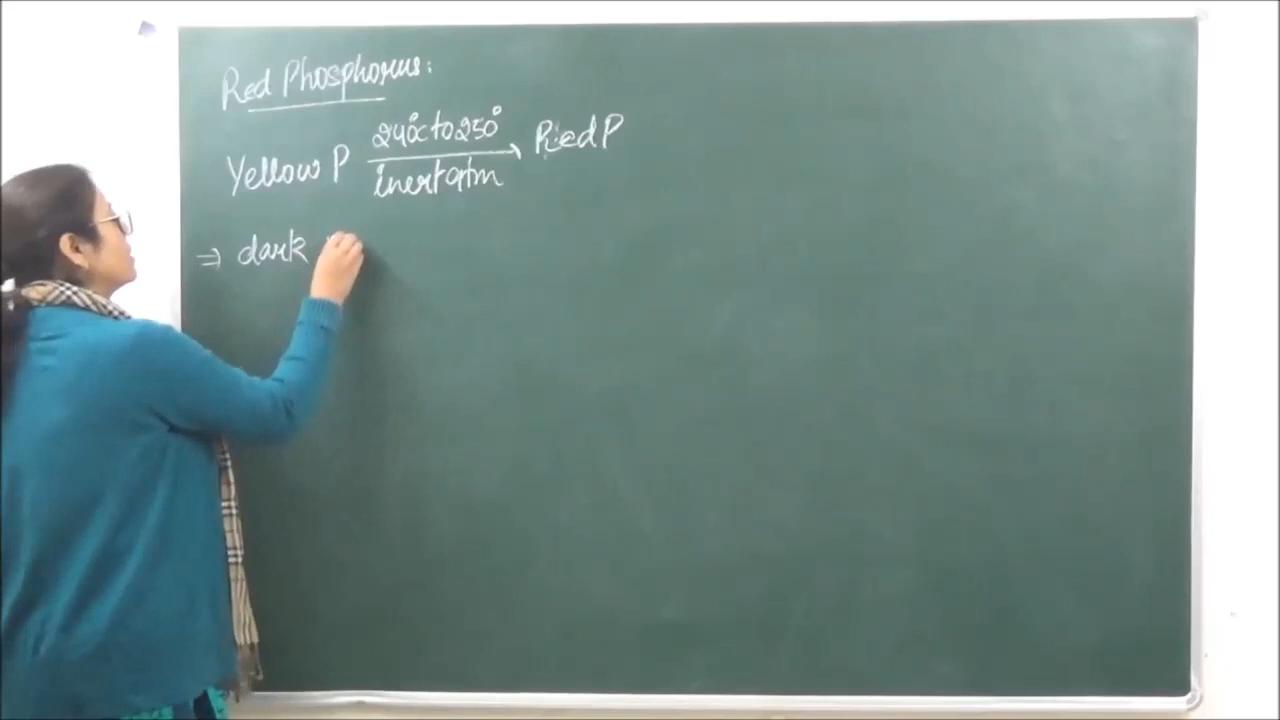 Red Phosphorus:
Yellow P 240°c to 250° Red P
inert atm
⇒ dark